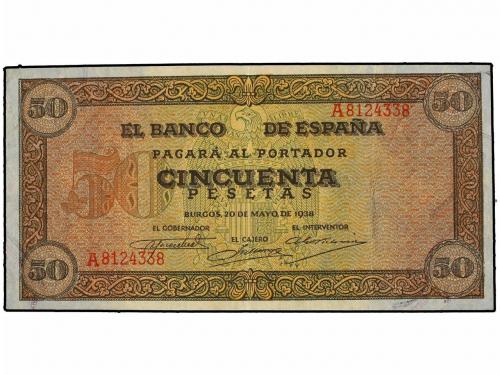 50 50
A8124338
EL BANCO DE ESPAÑA
PAGARÁ AL PORTADOR
50
CINCUENTA
PESETAS
BURGOS, 20 DE MAYO, DE 1938
EL GOBERNADOR EL CAJERO EL INTERVENTOR
A8124338
50 50